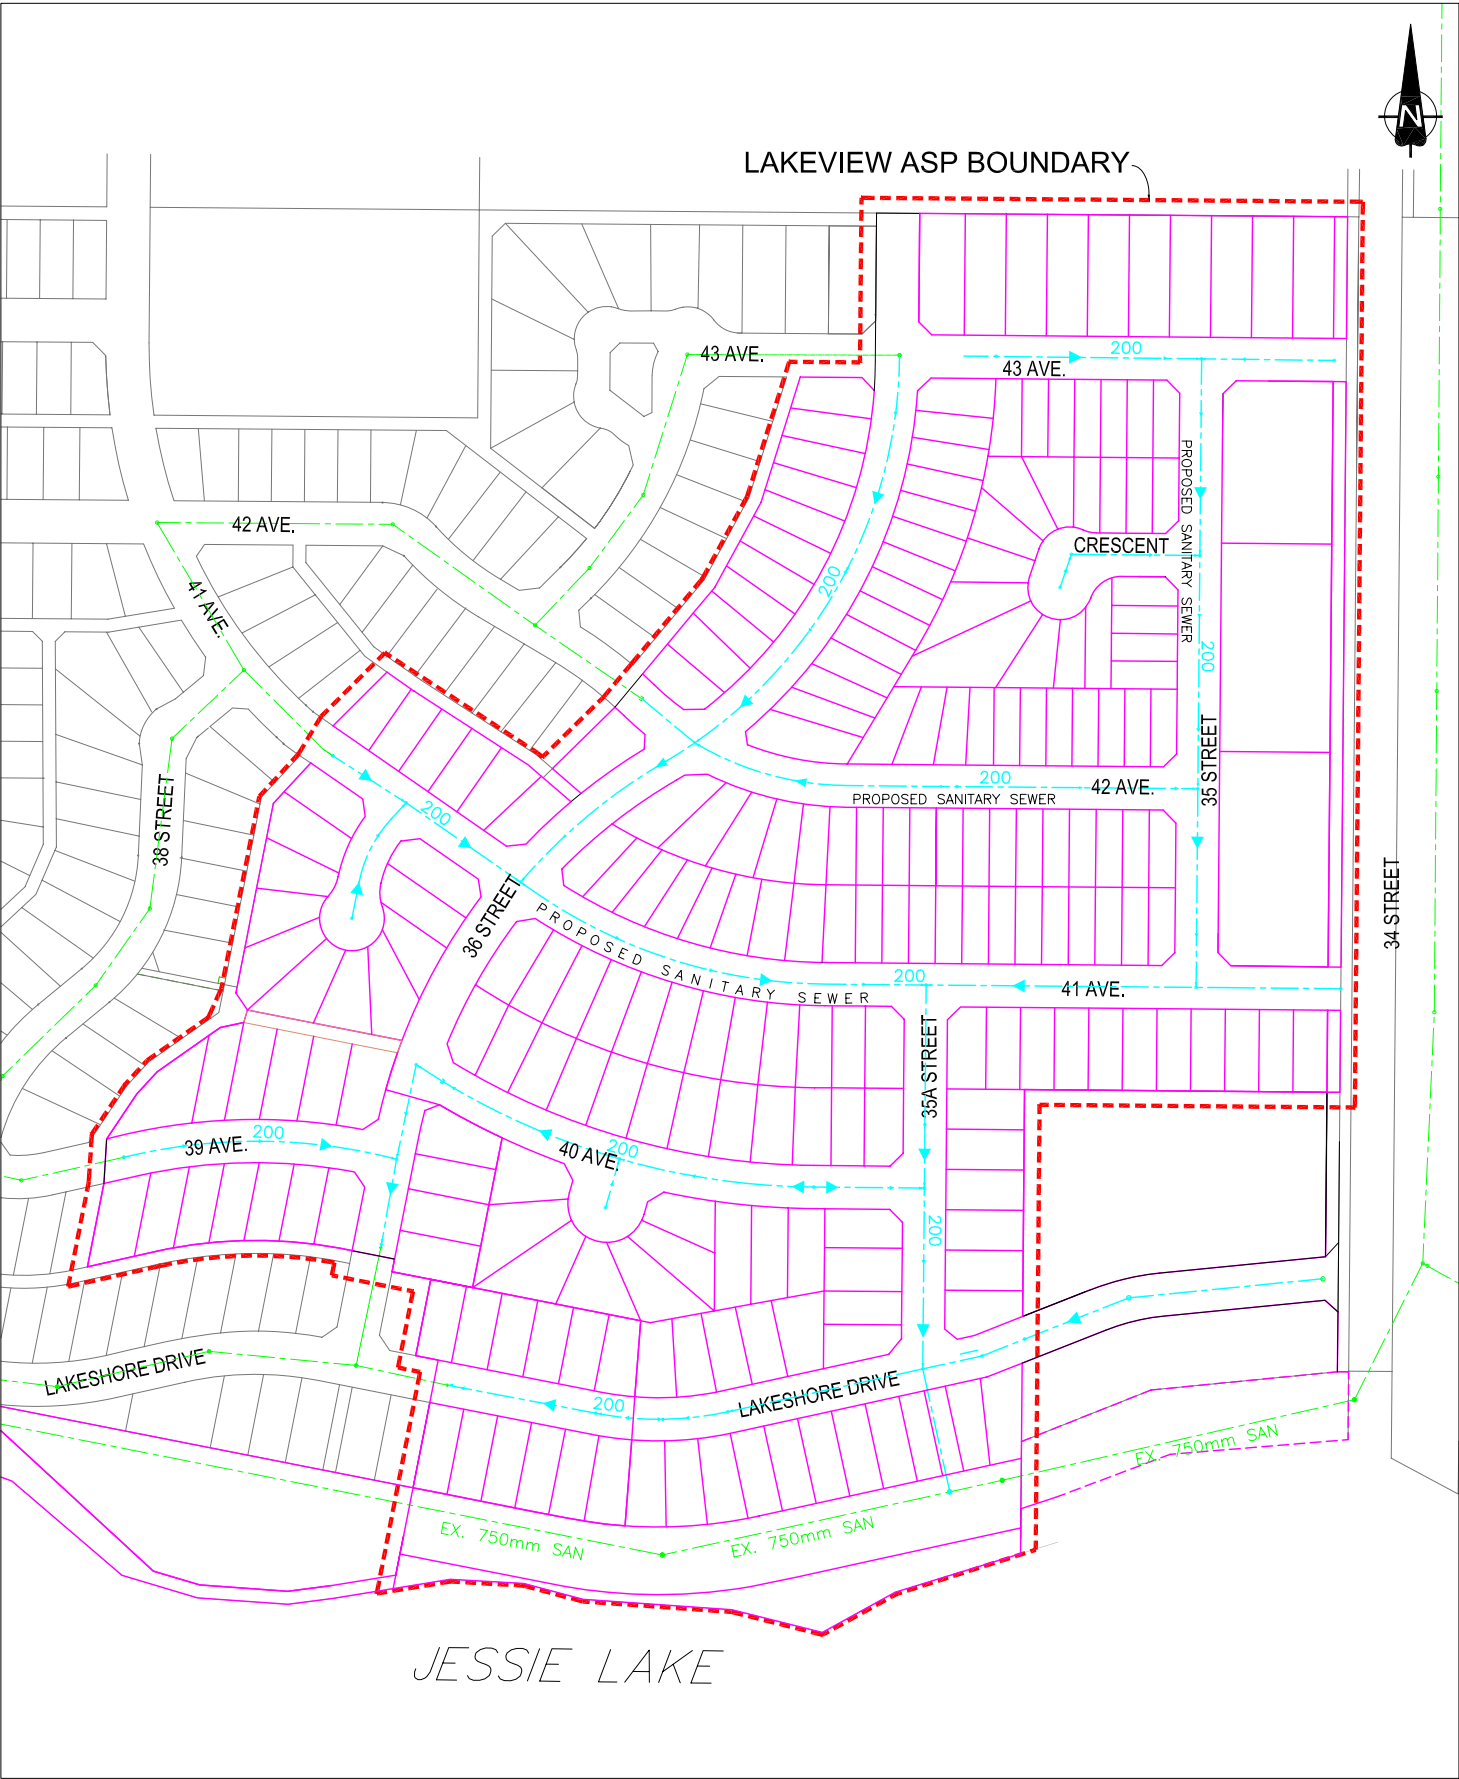 N
LAKEVIEW ASP BOUNDARY
43 AVE.
200
43 AVE.
PROPOSED SANITARY SEWER
42 AVE.
CRESCENT
200
41 AVE.
200
35 STREET
200
42 AVE.
PROPOSED SANITARY SEWER
38 STREET
200
36 STREET
34 STREET
PROPOSED SANITARY SEWER
200
41 AVE.
35A STREET
39 AVE.
200
40 AVE.
200
200
LAKESHORE DRIVE
200
LAKESHORE DRIVE
EX. 750mm SAN
EX. 750mm SAN
EX. 750mm SAN
JESSIE LAKE